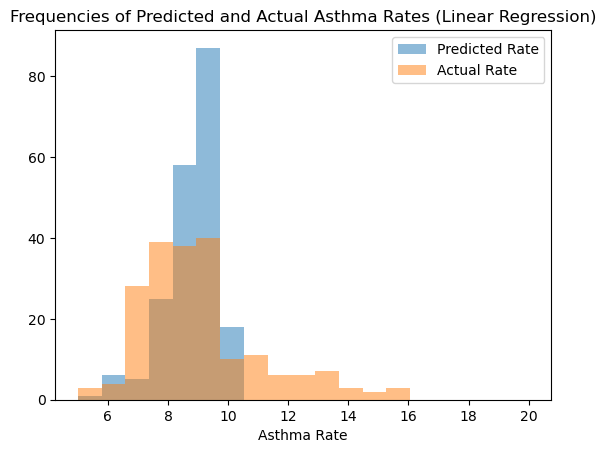 Frequencies of Predicted and Actual Asthma Rates (Linear Regression)
Predicted Rate
Actual Rate
80
60
40
20
0
6 8 10 12 14 16 18 20
Asthma Rate